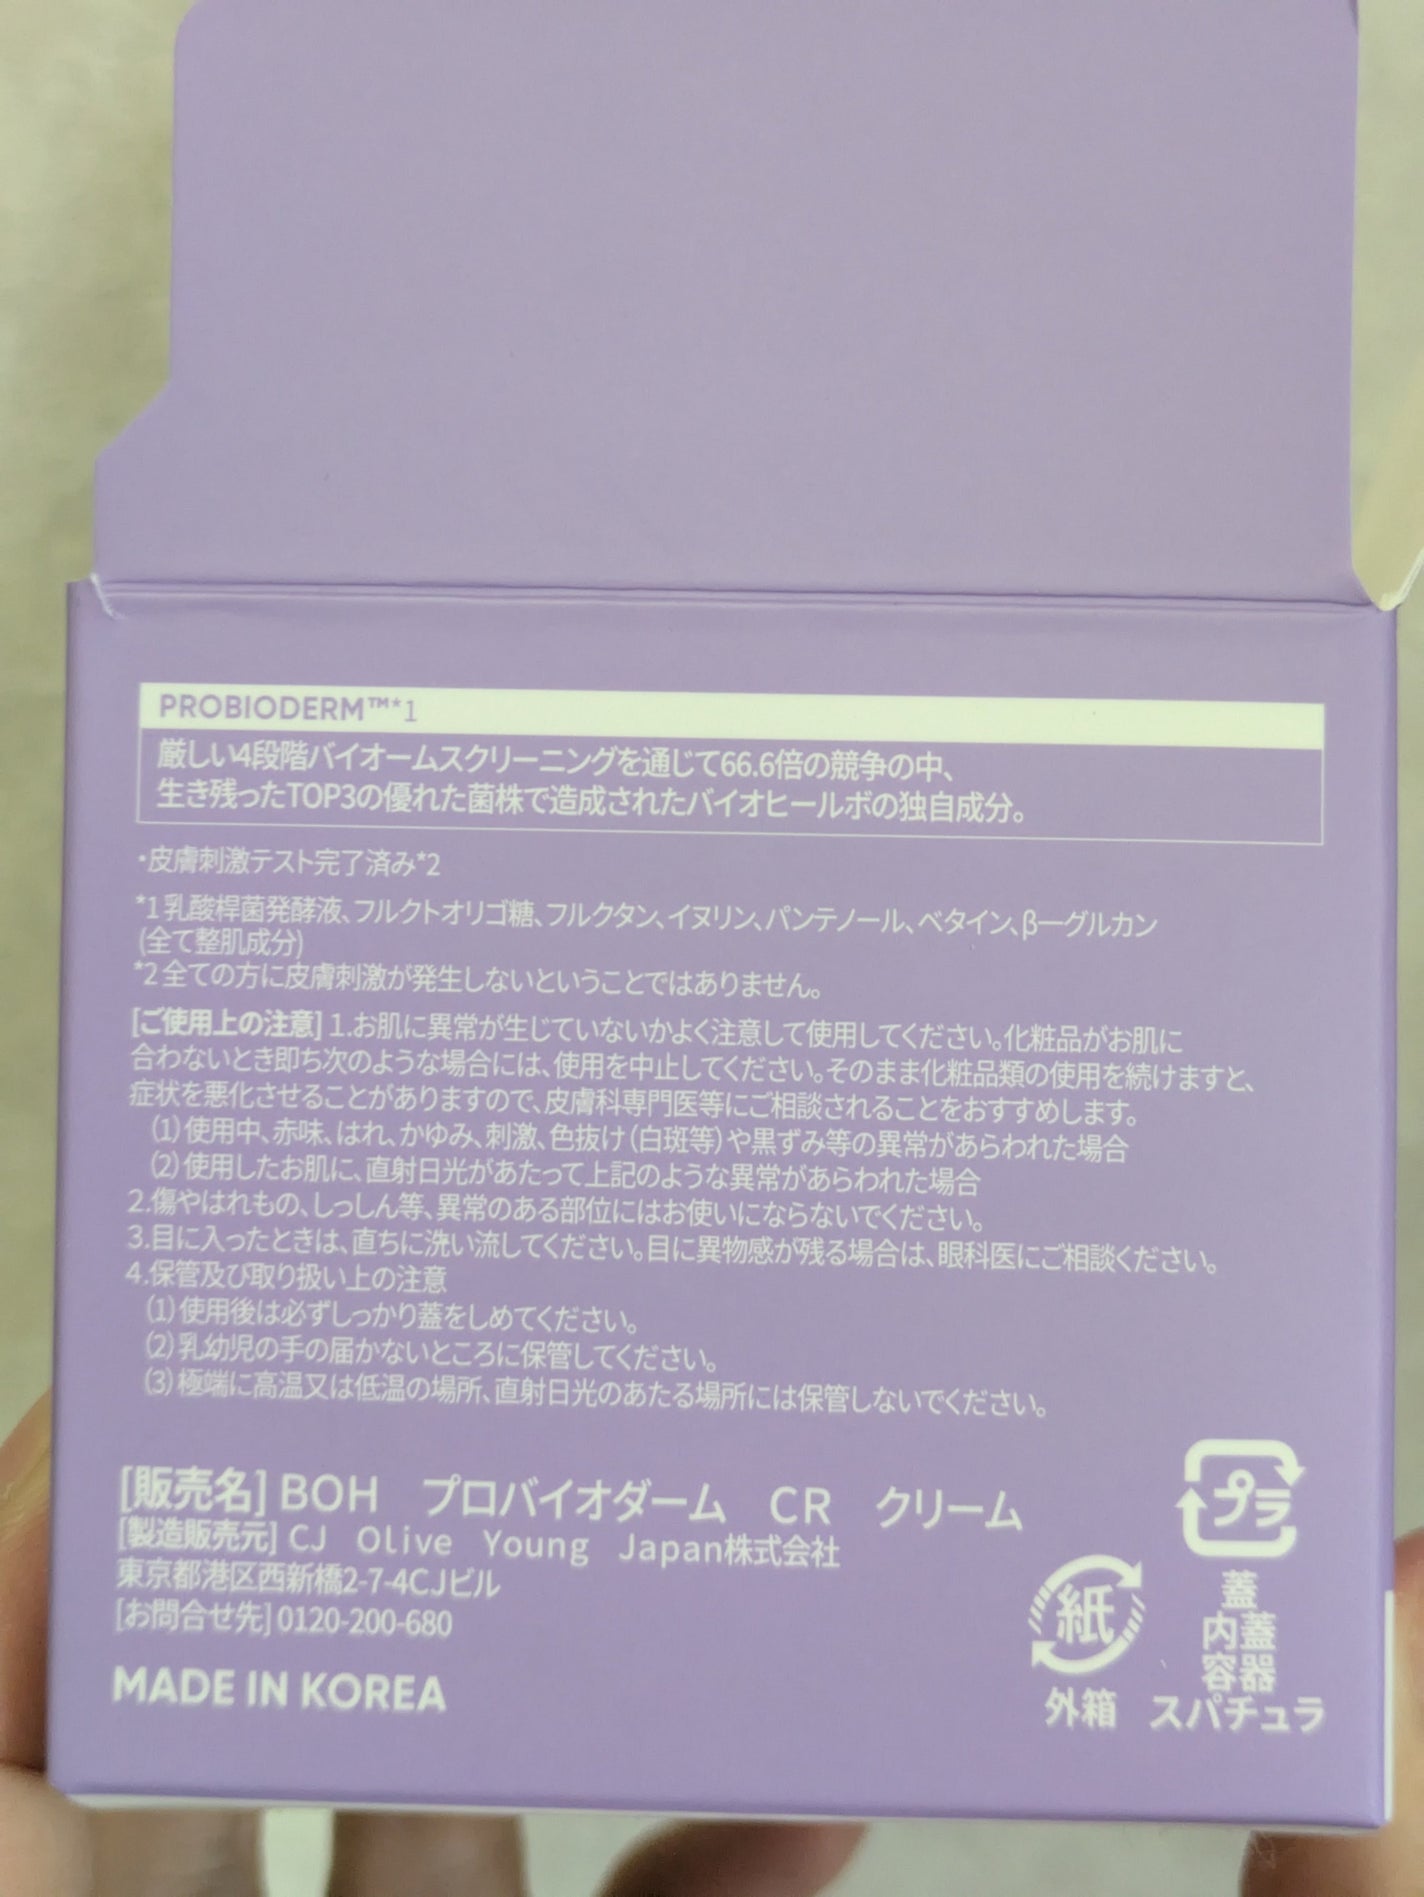 PROBIODERM™*1
厳しい4段階バイオームスクリーニングを通じて66.6倍の競争の中、
生き残ったTOP3の優れた菌株で造成されたバイオヒールボの独自成分。
・皮膚刺激テスト完了済み*2
*1 乳酸桿菌発酵液、フルクトオリゴ糖、フルクタン、イヌリン、パンテノール、ベタイン、βーグルカン
(全て整肌成分)
*2 全ての方に皮膚刺激が発生しないということではありません。
[ご使用上の注意] 1.お肌に異常が生じていないかよく注意して使用してください。化粧品がお肌に
合わないとき即ち次のような場合には、使用を中止してください。そのまま化粧品類の使用を続けますと、
症状を悪化させることがありますので、皮膚科専門医等にご相談されることをおすすめします。
(1) 使用中、赤味、はれ、かゆみ、刺激、色抜け(白斑等)や黒ずみ等の異常があらわれた場合
(2) 使用したお肌に、直射日光があたって上記のような異常があらわれた場合
2.傷やはれもの、しっしん等、異常のある部位にはお使いにならないでください。
3.目に入ったときは、直ちに洗い流してください。目に異物感が残る場合は、眼科医にご相談ください。
4.保管及び取り扱い上の注意
(1) 使用後は必ずしっかり蓋をしめてください。
(2) 乳幼児の手の届かないところに保管してください。
(3) 極端に高温又は低温の場所、直射日光のあたる場所には保管しないでください。
[販売名] BOH プロバイオダーム CR クリーム
[製造販売元] CJ Olive Young Japan株式会社
東京都港区西新橋2-7-4CJビル
[お問合せ先] 0120-200-680
MADE IN KOREA
紙
外箱
プラ
蓋
内蓋
容器
スパチュラ